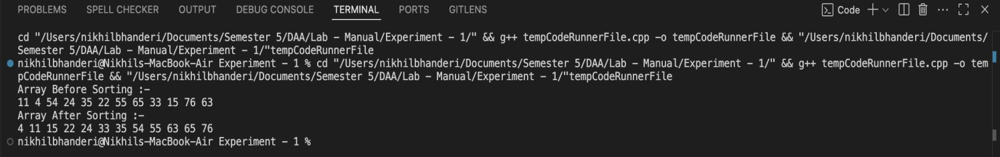 PROBLEMS SPELL CHECKER OUTPUT DEBUG CONSOLE TERMINAL PORTS GITLENS Code
cd "/Users/nikhilbhanderi/Documents/Semester 5/DAA/Lab - Manual/Experiment - 1/" && g++ tempCodeRunnerFile.cpp -o tempCodeRunnerFile && "/Users/nikhilbhanderi/Documents/
Semester 5/DAA/Lab - Manual/Experiment - 1/"tempCodeRunnerFile
nikhilbhanderi@Nikhils-MacBook-Air Experiment - 1 % cd "/Users/nikhilbhanderi/Documents/Semester 5/DAA/Lab - Manual/Experiment - 1/" && g++ tempCodeRunnerFile.cpp -o tem
pCodeRunnerFile && "/Users/nikhilbhanderi/Documents/Semester 5/DAA/Lab - Manual/Experiment - 1/"tempCodeRunnerFile
Array Before Sorting :-
11 4 54 24 35 22 55 65 33 15 76 63
Array After Sorting :-
4 11 15 22 24 33 35 54 55 63 65 76
nikhilbhanderi@Nikhils-MacBook-Air Experiment - 1 %